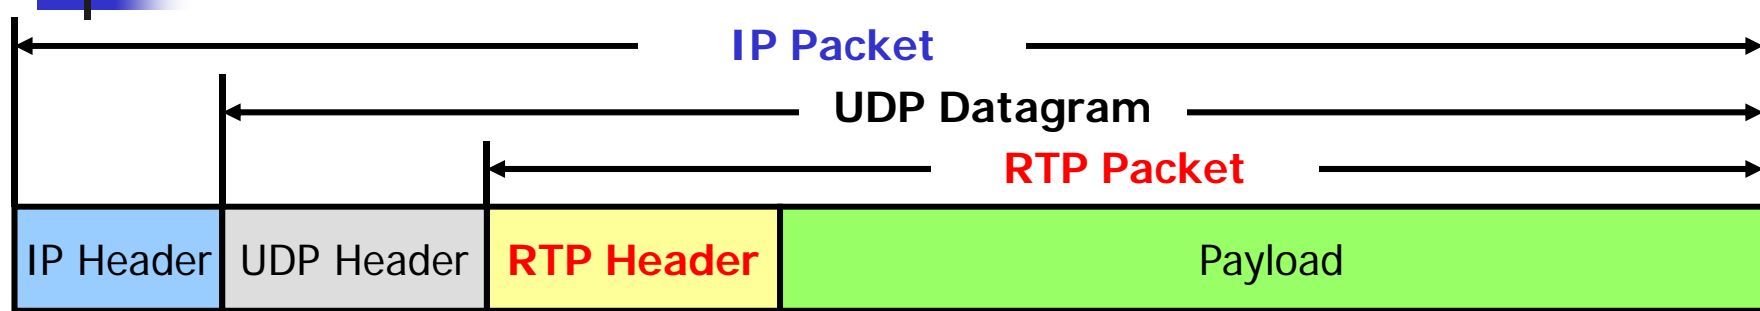 IP Packet
UDP Datagram
RTP Packet
IP Header UDP Header RTP Header Payload